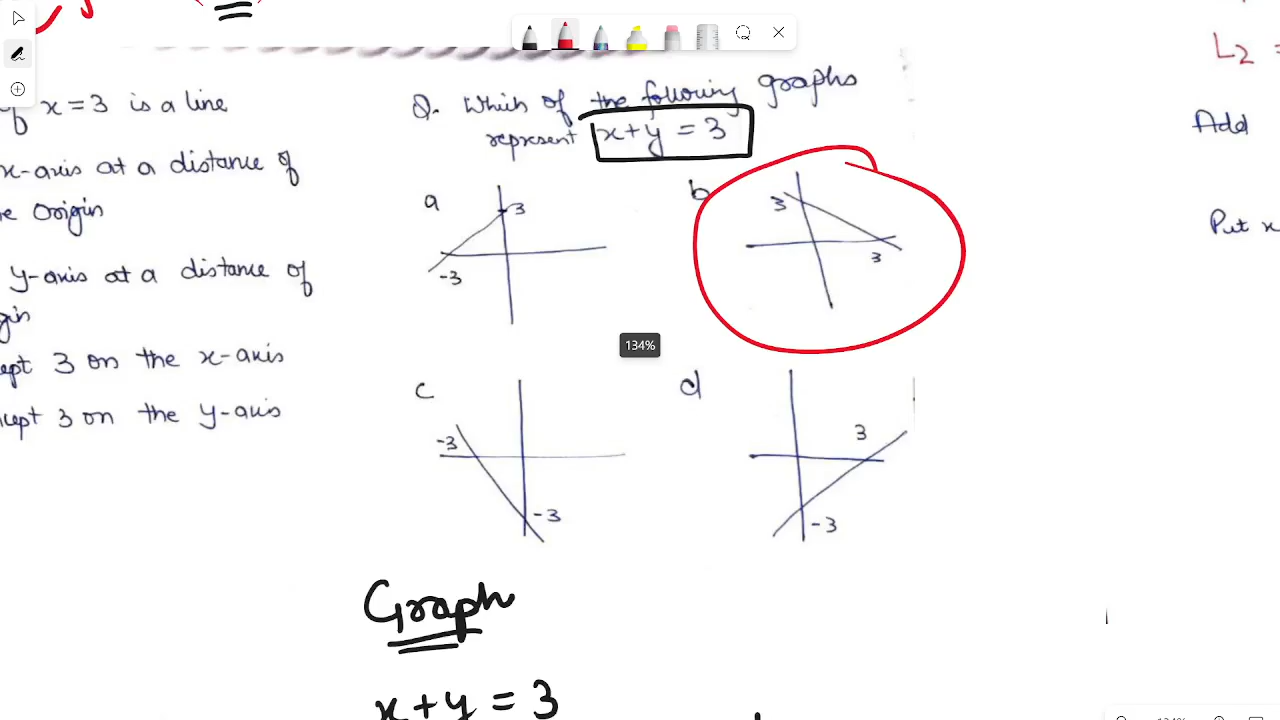 L2 =
of x = 3 is a line
x-axis at a distance of
origin
y-axis at a distance of
3 on the x-axis
3 on the y-axis
Q. Which of the following graphs
represent x+y = 3
a
3
-3
b
3
3
134%
c
-3
-3
d
3
-3
Graph
x+y = 3
Add
Put x
134%